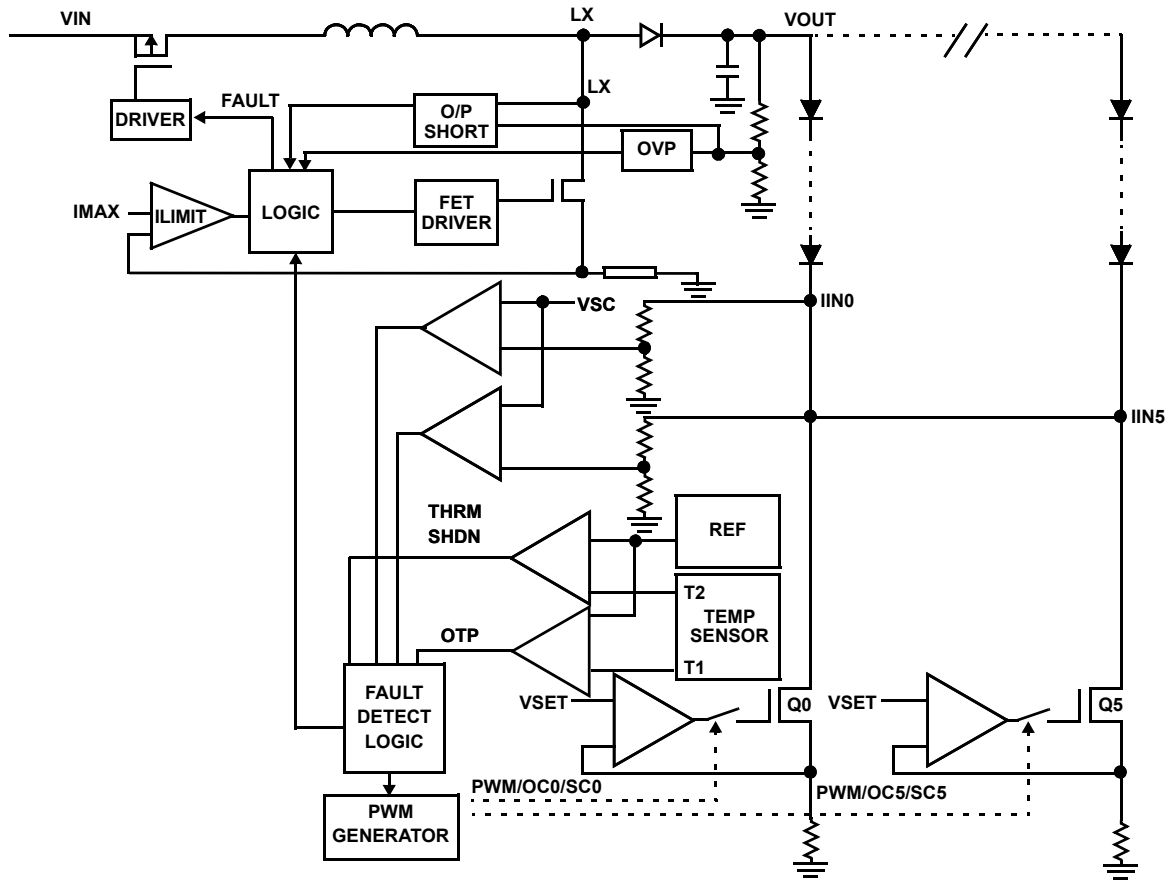 VIN
LX
VOUT
LX
FAULT
O/P
SHORT
DRIVER
OVP
IMAX
ILIMIT
LOGIC
FET
DRIVER
VSC
IIN0
IIN5
THRM
SHDN
REF
T2
TEMP
SENSOR
OTP
T1
FAULT
DETECT
LOGIC
VSET
Q0
VSET
Q5
PWM/OC0/SC0
PWM/OC5/SC5
PWM
GENERATOR